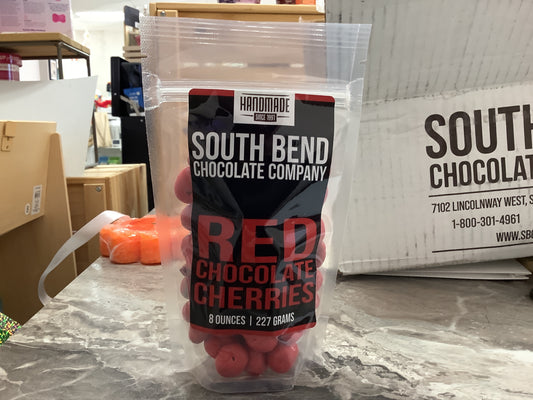 HANDMADE
SINCE 1991
SOUTH BEND
CHOCOLATE COMPANY
RED
CHOCOLATE
CHERRIES
8 OUNCES | 227 GRAMS
SOUTH
CHOCOLAT
7102 LINCOLNWAY WEST, S
1-800-301-4961
WWW.SB